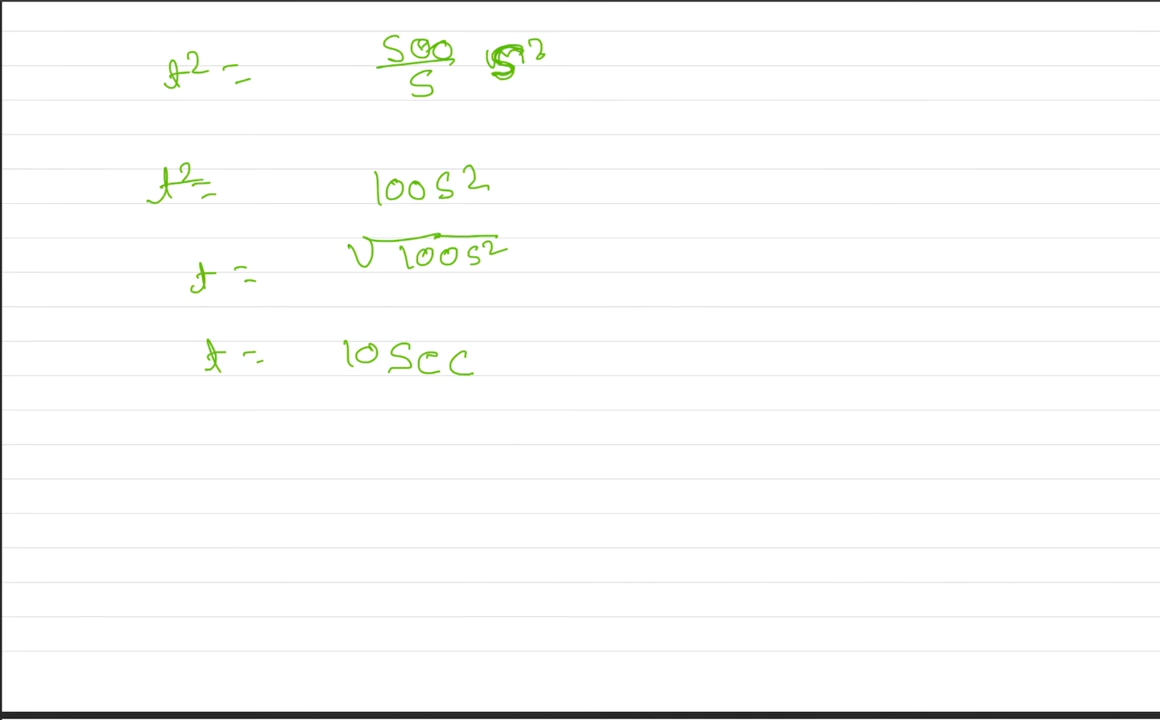 t² = 500/5 s²
t² = 100 s²
t = √100 s²
t = 10 sec